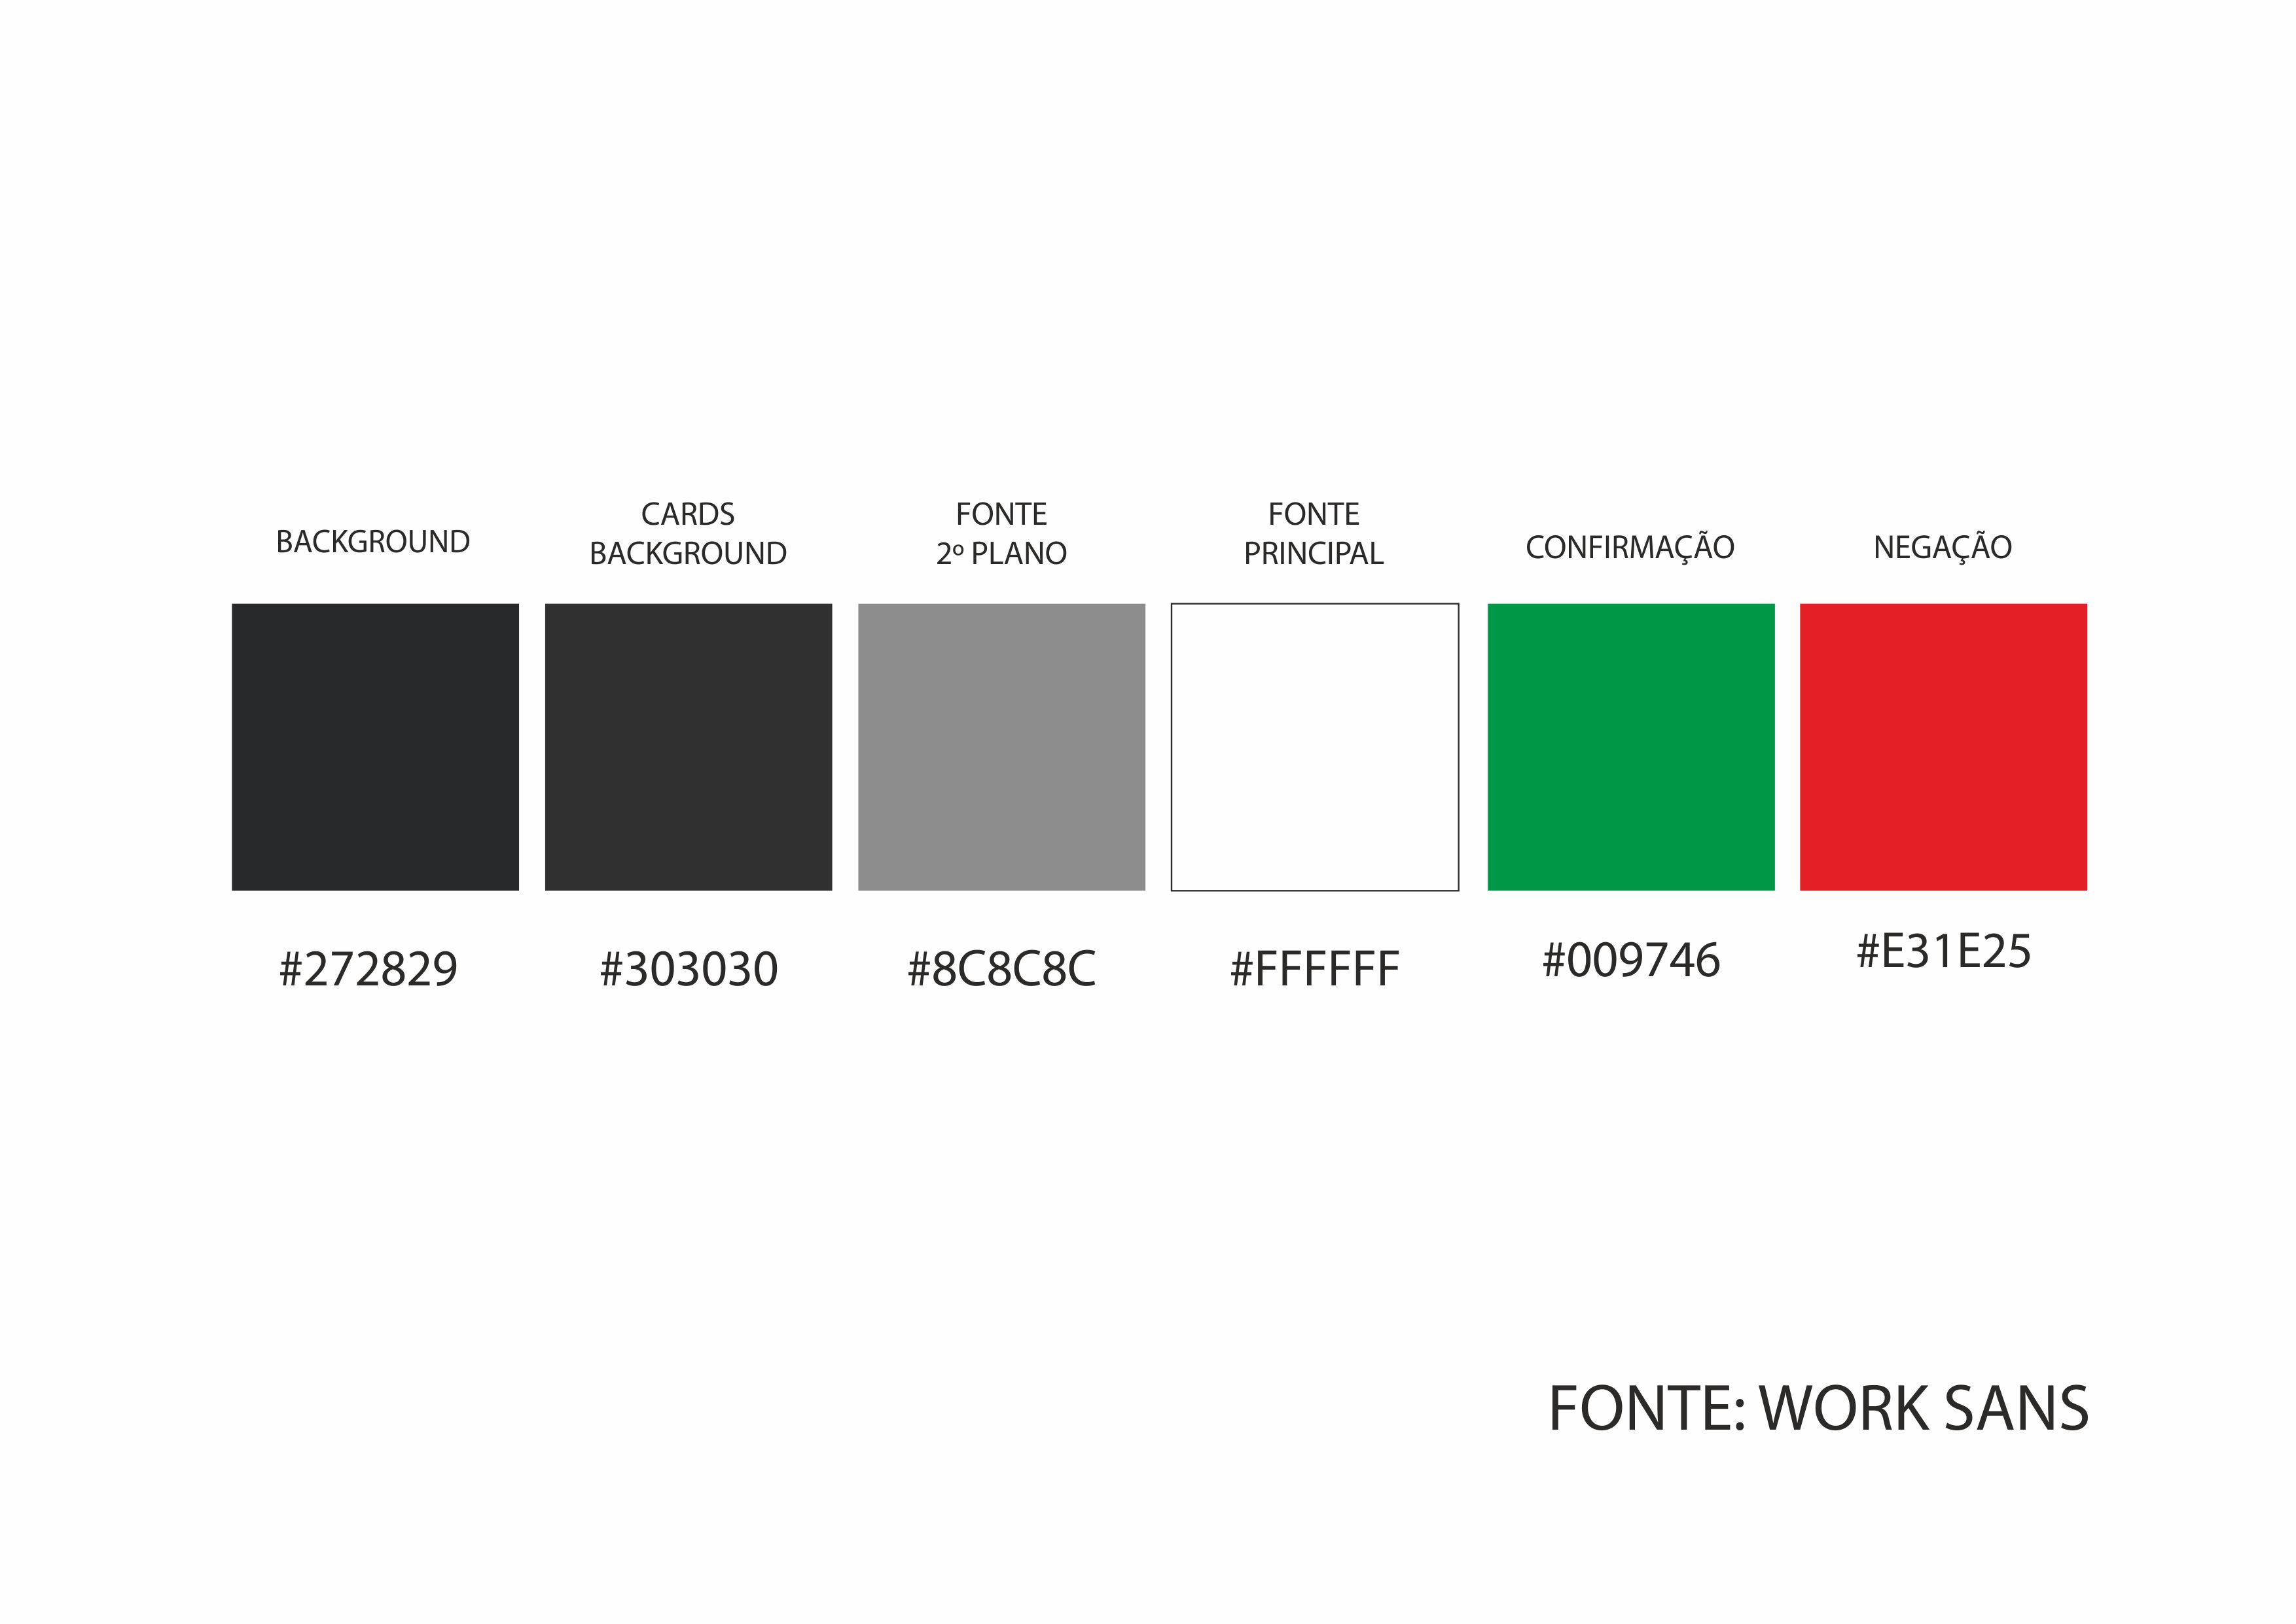 BACKGROUND
CARDS
BACKGROUND
FONTE
2º PLANO
FONTE
PRINCIPAL
CONFIRMAÇÃO
NEGAÇÃO
#272829
#303030
#8C8C8C
#FFFFFF
#009746
#E31E25
FONTE: WORK SANS